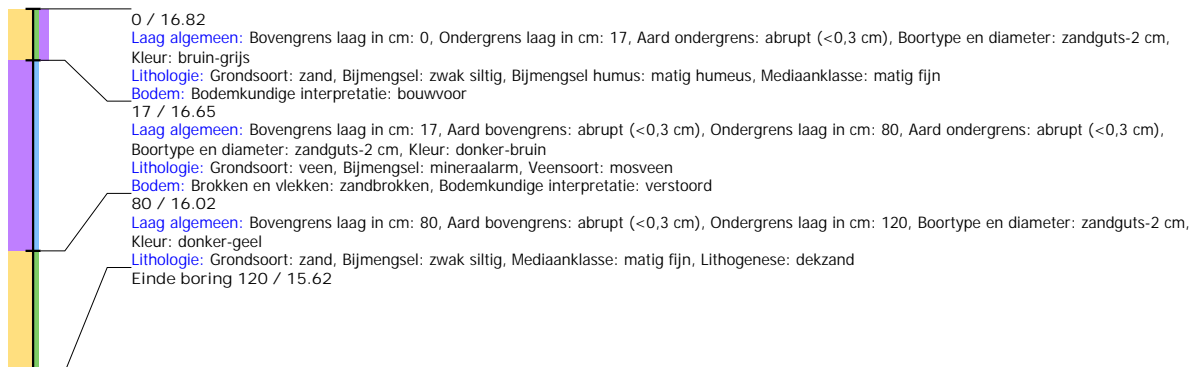 0 / 16.82
Laag algemeen: Bovengrens laag in cm: 0, Ondergrens laag in cm: 17, Aard ondergrens: abrupt (<0,3 cm), Boortype en diameter: zandguts-2 cm,
Kleur: bruin-grijs
Lithologie: Grondsoort: zand, Bijmengsel: zwak siltig, Bijmengsel humus: matig humeus, Mediaanklasse: matig fijn
Bodem: Bodemkundige interpretatie: bouwvoor
17 / 16.65
Laag algemeen: Bovengrens laag in cm: 17, Aard bovengrens: abrupt (<0,3 cm), Ondergrens laag in cm: 80, Aard ondergrens: abrupt (<0,3 cm),
Boortype en diameter: zandguts-2 cm, Kleur: donker-bruin
Lithologie: Grondsoort: veen, Bijmengsel: mineraalarm, Veensoort: mosveen
Bodem: Brokken en vlekken: zandbrokken, Bodemkundige interpretatie: verstoord
80 / 16.02
Laag algemeen: Bovengrens laag in cm: 80, Aard bovengrens: abrupt (<0,3 cm), Ondergrens laag in cm: 120, Boortype en diameter: zandguts-2 cm,
Kleur: donker-geel
Lithologie: Grondsoort: zand, Bijmengsel: zwak siltig, Mediaanklasse: matig fijn, Lithogenese: dekzand
Einde boring 120 / 15.62